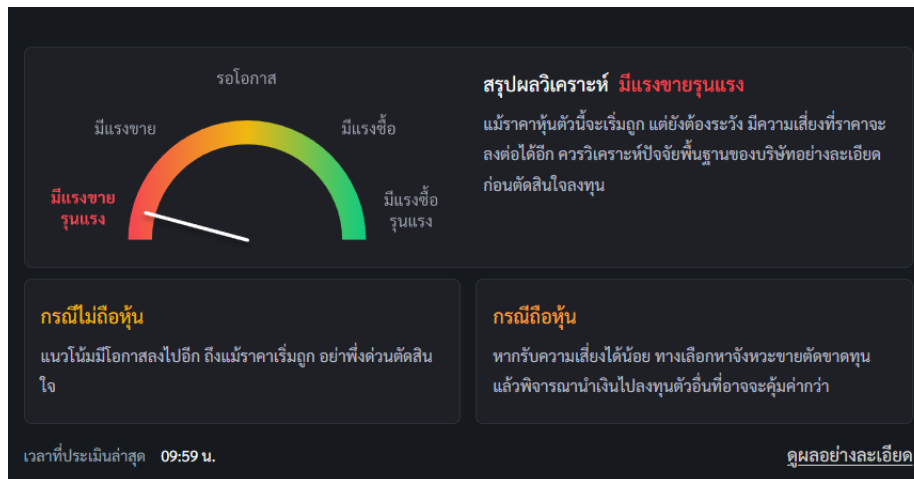 รอโอกาส
มีแรงขาย
มีแรงซื้อ
มีแรงขาย
รุนแรง
มีแรงซื้อ
รุนแรง
สรุปผลวิเคราะห์ มีแรงขายรุนแรง
แม้ราคาหุ้นตัวนี้จะเริ่มถูก แต่ยังต้องระวัง มีความเสี่ยงที่ราคาจะ
ลงต่อได้อีก ควรวิเคราะห์ปัจจัยพื้นฐานของบริษัทอย่างละเอียด
ก่อนตัดสินใจลงทุน
กรณีไม่ถือหุ้น
แนวโน้มมีโอกาสลงไปอีก ถึงแม้ราคาเริ่มถูก อย่าพึ่งด่วนตัดสิน
ใจ
กรณีถือหุ้น
หากรับความเสี่ยงได้น้อย ทางเลือกหาจังหวะขายตัดขาดทุน
แล้วพิจารณานำเงินไปลงทุนตัวอื่นที่อาจจะคุ้มค่ากว่า
เวลาที่ประเมินล่าสุด 09:59 น.
ดูผลอย่างละเอียด